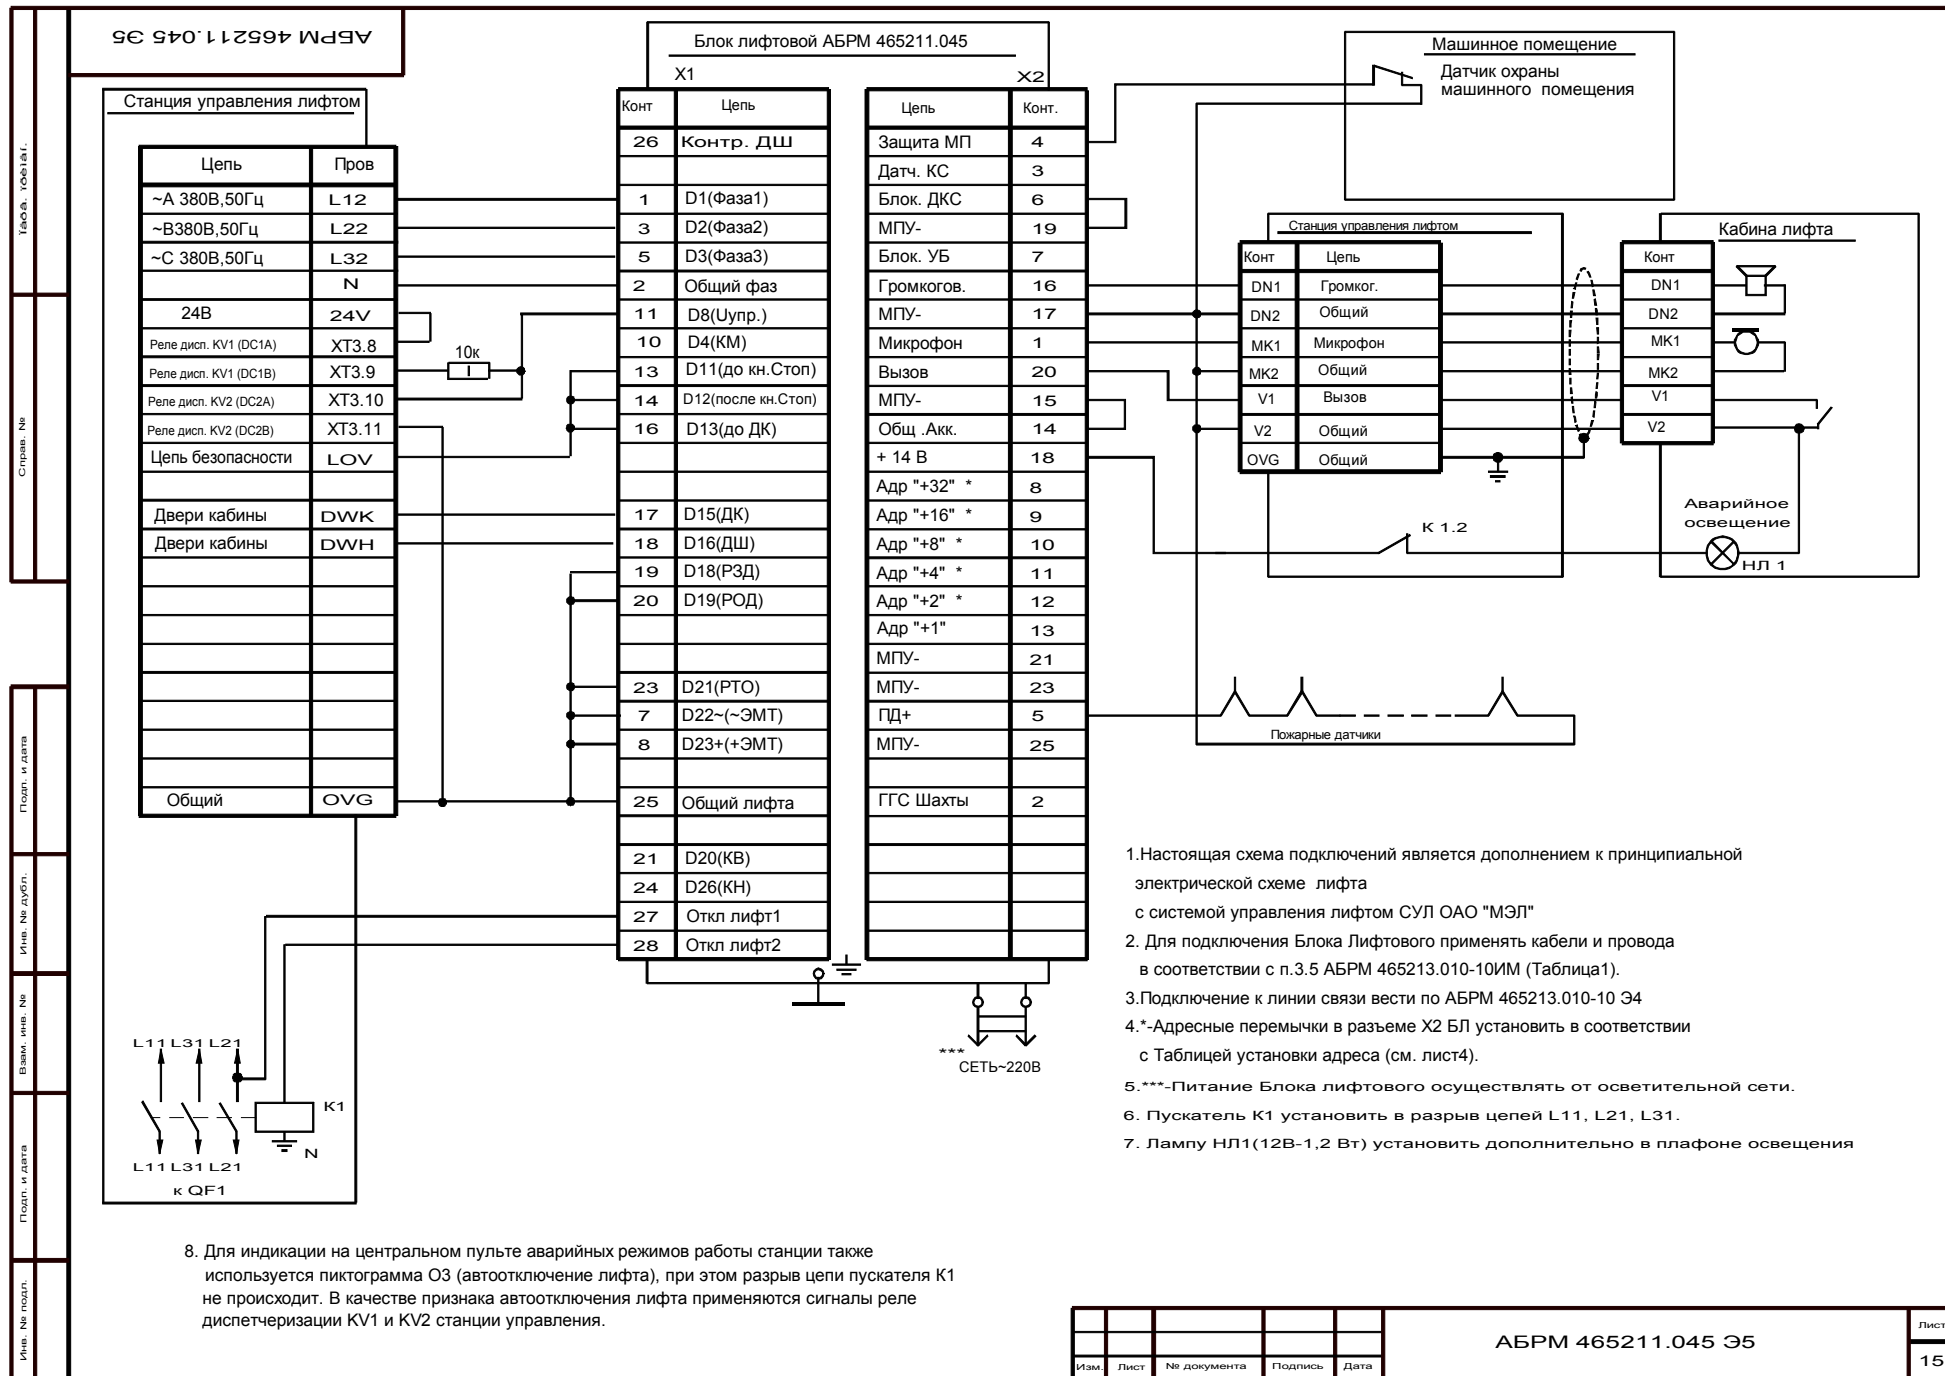 АБРМ 465211.045 Э5
Станция управления лифтом
Цепь Пров
~А 380В,50Гц L12
~В380В,50Гц L22
~С 380В,50Гц L32
N
24В 24V
Реле дисп. KV1 (DC1A) XT3.8
Реле дисп. KV1 (DC1B) XT3.9
Реле дисп. KV2 (DC2A) XT3.10
Реле дисп. KV2 (DC2B) XT3.11
Цепь безопасности LOV
Двери кабины DWK
Двери кабины DWH
Общий OVG
10к
L11 L31 L21
K1
N
L11 L31 L21
к QF1
Блок лифтовой АБРМ 465211.045
X1 X2
Конт Цепь
26 Контр. ДШ
1 D1(Фаза1)
3 D2(Фаза2)
5 D3(Фаза3)
2 Общий фаз
11 D8(Uупр.)
10 D4(КМ)
13 D11(до кн.Стоп)
14 D12(после кн.Стоп)
16 D13(до ДК)
17 D15(ДК)
18 D16(ДШ)
19 D18(РЗД)
20 D19(РОД)
23 D21(РТО)
7 D22~(~ЭМТ)
8 D23+(+ЭМТ)
25 Общий лифта
21 D20(КВ)
24 D26(КН)
27 Откл лифт1
28 Откл лифт2
Цепь Конт.
Защита МП 4
Датч. КС 3
Блок. ДКС 6
МПУ- 19
Блок. УБ 7
Громкогов. 16
МПУ- 17
Микрофон 1
Вызов 20
МПУ- 15
Общ .Акк. 14
+ 14 В 18
Адр "+32" * 8
Адр "+16" * 9
Адр "+8" * 10
Адр "+4" * 11
Адр "+2" * 12
Адр "+1" 13
МПУ- 21
МПУ- 23
ПД+ 5
МПУ- 25
ГГС Шахты 2
***
СЕТЬ~220В
Машинное помещение
Датчик охраны
машинного помещения
Станция управления лифтом
Конт Цепь
DN1 Громког.
DN2 Общий
MK1 Микрофон
MK2 Общий
V1 Вызов
V2 Общий
OVG Общий
К 1.2
Кабина лифта
Конт
DN1
DN2
MK1
MK2
V1
V2
Аварийное
освещение
НЛ 1
Пожарные датчики
1.Настоящая схема подключений является дополнением к принципиальной
электрической схеме лифта
с системой управления лифтом СУЛ ОАО "МЭЛ"
2. Для подключения Блока Лифтового применять кабели и провода
в соответствии с п.3.5 АБРМ 465213.010-10ИМ (Таблица1).
3.Подключение к линии связи вести по АБРМ 465213.010-10 Э4
4.*-Адресные перемычки в разъеме X2 БЛ установить в соответствии
с Таблицей установки адреса (см. лист4).
5.***-Питание Блока лифтового осуществлять от осветительной сети.
6. Пускатель К1 установить в разрыв цепей L11, L21, L31.
7. Лампу НЛ1(12В-1,2 Вт) установить дополнительно в плафоне освещения
8. Для индикации на центральном пульте аварийных режимов работы станции также
используется пиктограмма О3 (автоотключение лифта), при этом разрыв цепи пускателя К1
не происходит. В качестве признака автоотключения лифта применяются сигналы реле
диспетчеризации KV1 и KV2 станции управления.
Справ. №
Подп. и дата
Инв. № дубл.
Взам. инв. №
Подп. и дата
Инв. № подл.
Изм. Лист № документа Подпись Дата
АБРМ 465211.045 Э5
Лист
15